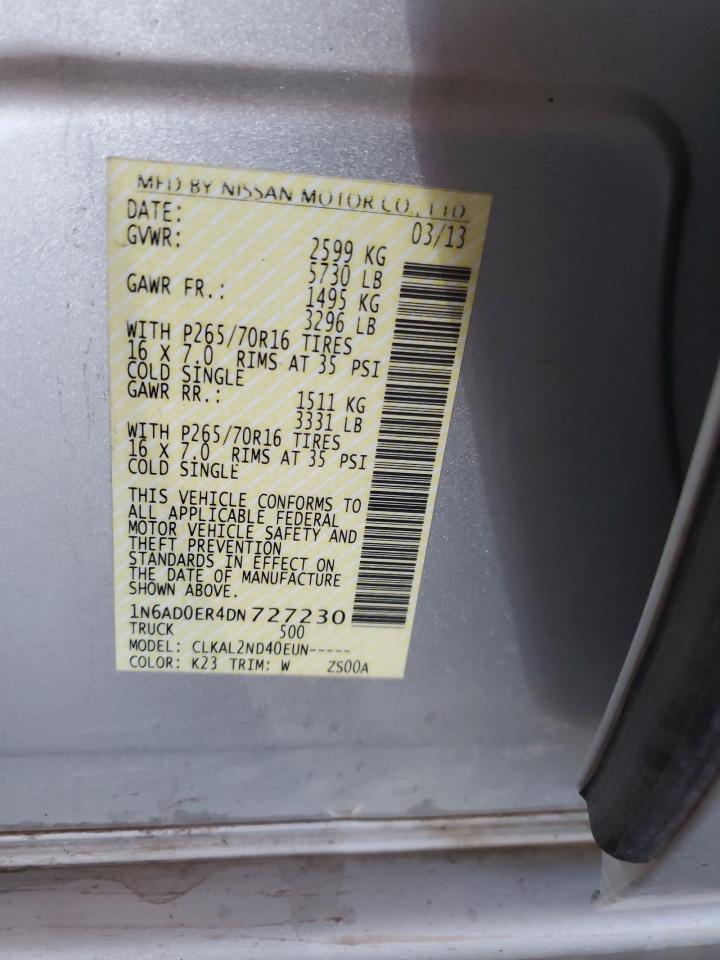 MFD BY NISSAN MOTOR CO., LTD
DATE: 03/13
GVWR: 2599 KG
5730 LB
GAWR FR.: 1495 KG
3296 LB
WITH P265/70R16 TIRES
16 X 7.0 RIMS AT 35 PSI
COLD SINGLE
GAWR RR.: 1511 KG
3331 LB
WITH P265/70R16 TIRES
16 X 7.0 RIMS AT 35 PSI
COLD SINGLE
THIS VEHICLE CONFORMS TO
ALL APPLICABLE FEDERAL
MOTOR VEHICLE SAFETY AND
THEFT PREVENTION
STANDARDS IN EFFECT ON
THE DATE OF MANUFACTURE
SHOWN ABOVE.
1N6AD0ER4DN727230
TRUCK 500
MODEL: CLKAL2ND40EUN-----
COLOR: K23 TRIM: W ZS00A